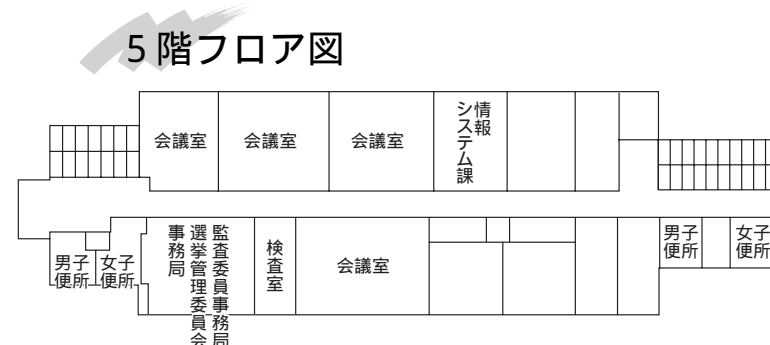 5階フロア図
会議室
会議室
会議室
情報
システム課
監査委員事務局
選挙管理委員会
事務局
検査室
会議室
男子
便所
女子
便所
男子
便所
女子
便所